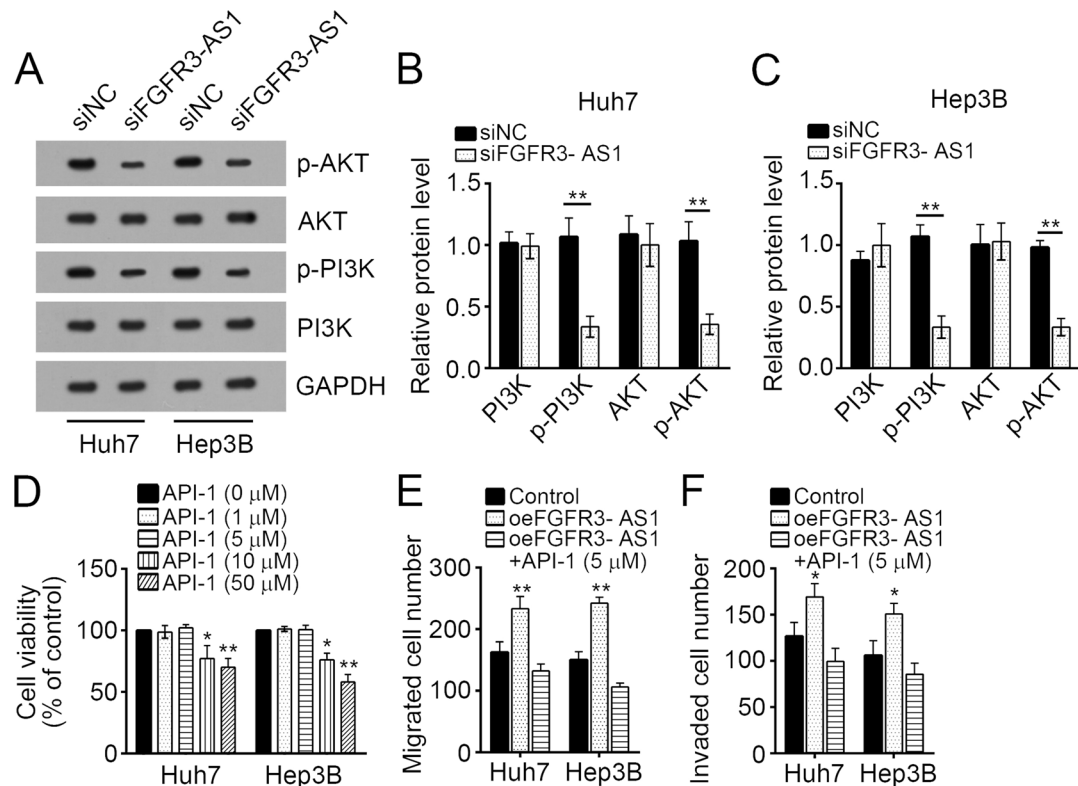 A
siNC
siFGFR3-AS1
siNC
siFGFR3-AS1
p-AKT
AKT
p-PI3K
PI3K
GAPDH
Huh7
Hep3B
B
Huh7
siNC
siFGFR3- AS1
Relative protein level
1.5
1.0
0.5
0.0
**
**
PI3K
p-PI3K
AKT
p-AKT
C
Hep3B
siNC
siFGFR3- AS1
Relative protein level
1.5
1.0
0.5
0.0
**
**
PI3K
p-PI3K
AKT
p-AKT
D
API-1 (0 μM)
API-1 (1 μM)
API-1 (5 μM)
API-1 (10 μM)
API-1 (50 μM)
Cell viability
(% of control)
150
100
50
0
*
**
*
**
Huh7
Hep3B
E
Control
oeFGFR3- AS1
oeFGFR3- AS1
+API-1 (5 μM)
Migrated cell number
300
200
100
0
**
**
Huh7
Hep3B
F
Control
oeFGFR3- AS1
oeFGFR3- AS1
+API-1 (5 μM)
Invaded cell number
200
150
100
50
0
*
*
Huh7
Hep3B